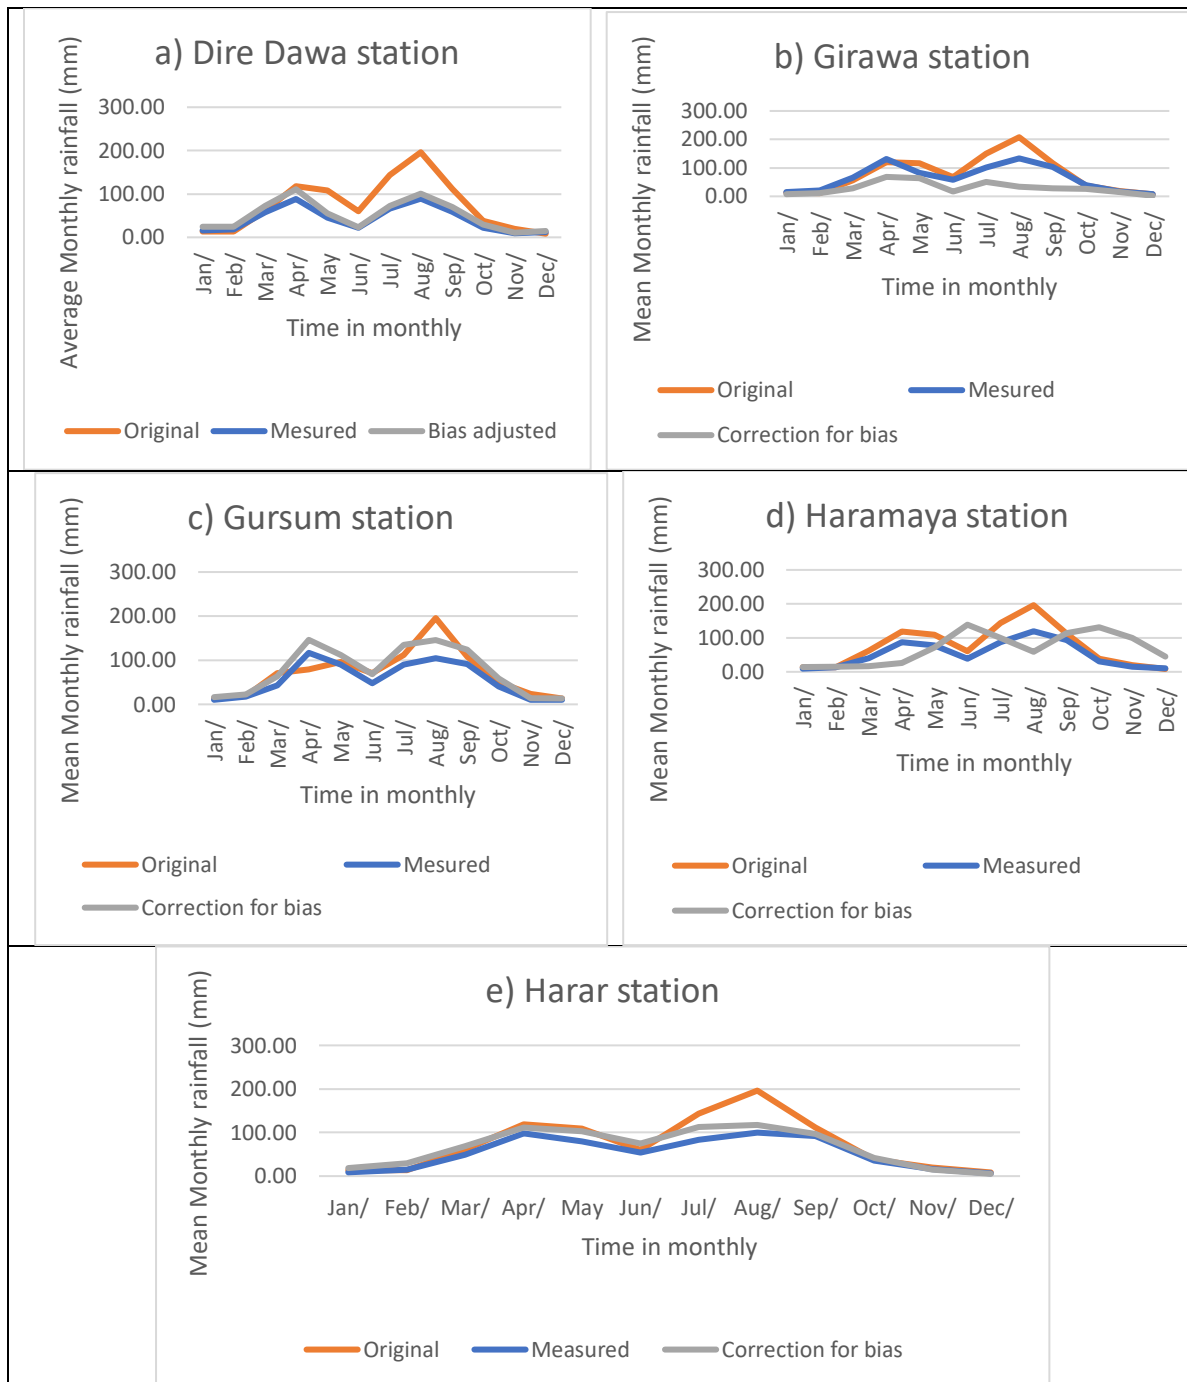 a) Dire Dawa station
Average Monthly rainfall (mm)
300.00
200.00
100.00
0.00
Jan/ Feb/ Mar/ Apr/ May Jun/ Jul/ Aug/ Sep/ Oct/ Nov/ Dec/
Time in monthly
Original Mesured Bias adjusted
b) Girawa station
Mean Monthly rainfall (mm)
300.00
200.00
100.00
0.00
Jan/ Feb/ Mar/ Apr/ May Jun/ Jul/ Aug/ Sep/ Oct/ Nov/ Dec/
Time in monthly
Original Mesured
Correction for bias
c) Gursum station
Mean Monthly rainfall (mm)
300.00
200.00
100.00
0.00
Jan/ Feb/ Mar/ Apr/ May Jun/ Jul/ Aug/ Sep/ Oct/ Nov/ Dec/
Time in monthly
Original Mesured
Correction for bias
d) Haramaya station
Mean Monthly rainfall (mm)
300.00
200.00
100.00
0.00
Jan/ Feb/ Mar/ Apr/ May Jun/ Jul/ Aug/ Sep/ Oct/ Nov/ Dec/
Time in monthly
Original Measured
Correction for bias
e) Harar station
Mean Monthly rainfall (mm)
300.00
200.00
100.00
0.00
Jan/ Feb/ Mar/ Apr/ May Jun/ Jul/ Aug/ Sep/ Oct/ Nov/ Dec/
Time in monthly
Original Measured Correction for bias